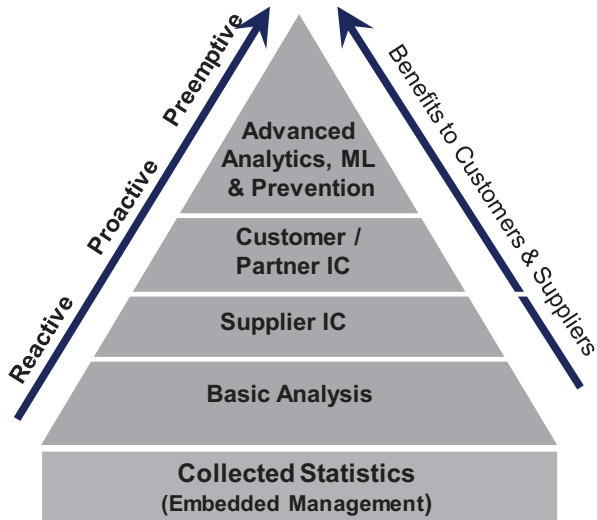 Preemptive
Proactive
Reactive
Benefits to Customers & Suppliers
Advanced
Analytics, ML
& Prevention
Customer /
Partner IC
Supplier IC
Basic Analysis
Collected Statistics
(Embedded Management)